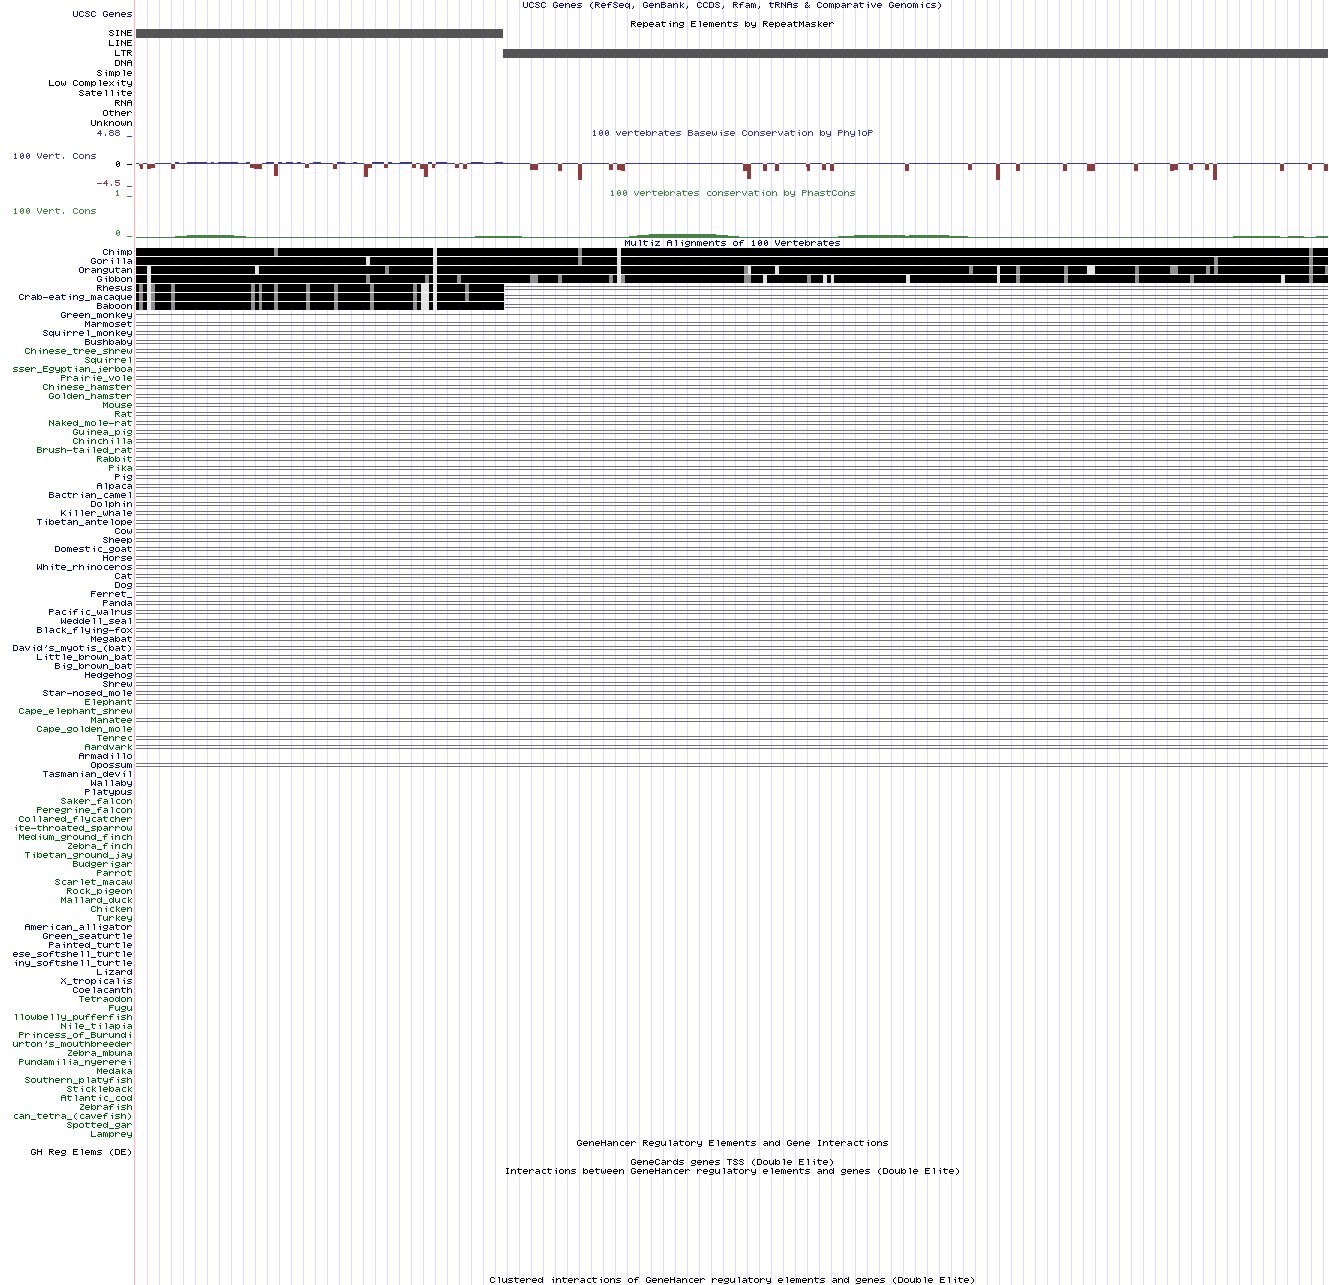 UCSC Genes (RefSeq, GenBank, CCDS, Rfam, tRNAs & Comparative Genomics)
UCSC Genes
Repeating Elements by RepeatMasker
SINE
LINE
LTR
DNA
Simple
Low Complexity
Satellite
RNA
Other
Unknown
4.88 _
100 vertebrates Basewise Conservation by PhyloP
100 Vert. Cons
0 _
-4.5 _
1 _
100 vertebrates conservation by PhastCons
100 Vert. Cons
0 _
Multiz Alignments of 100 Vertebrates
Chimp
Gorilla
Orangutan
Gibbon
Rhesus
Crab-eating_macaque
Baboon
Green_monkey
Marmoset
Squirrel_monkey
Bushbaby
Chinese_tree_shrew
Squirrel
sser_Egyptian_jerboa
Prairie_vole
Chinese_hamster
Golden_hamster
Mouse
Rat
Naked_mole-rat
Guinea_pig
Chinchilla
Brush-tailed_rat
Rabbit
Pika
Pig
Alpaca
Bactrian_camel
Dolphin
Killer_whale
Tibetan_antelope
Cow
Sheep
Domestic_goat
Horse
White_rhinoceros
Cat
Dog
Ferret_
Panda
Pacific_walrus
Weddell_seal
Black_flying-fox
Megabat
David's_myotis_(bat)
Little_brown_bat
Big_brown_bat
Hedgehog
Shrew
Star-nosed_mole
Elephant
Cape_elephant_shrew
Manatee
Cape_golden_mole
Tenrec
Aardvark
Armadillo
Opossum
Tasmanian_devil
Wallaby
Platypus
Saker_falcon
Peregrine_falcon
Collared_flycatcher
ite-throated_sparrow
Medium_ground_finch
Zebra_finch
Tibetan_ground_jay
Budgerigar
Parrot
Scarlet_macaw
Rock_pigeon
Mallard_duck
Chicken
Turkey
American_alligator
Green_seaturtle
Painted_turtle
ese_softshell_turtle
iny_softshell_turtle
Lizard
X_tropicalis
Coelacanth
Tetraodon
Fugu
llowbelly_pufferfish
Nile_tilapia
Princess_of_Burundi
urton's_mouthbreeder
Zebra_mbuna
Pundamilia_nyererei
Medaka
Southern_platyfish
Stickleback
Atlantic_cod
Zebrafish
can_tetra_(cavefish)
Spotted_gar
Lamprey
GeneHancer Regulatory Elements and Gene Interactions
GH Reg Elems (DE)
GeneCards genes TSS (Double Elite)
Interactions between GeneHancer regulatory elements and genes (Double Elite)
Clustered interactions of GeneHancer regulatory elements and genes (Double Elite)